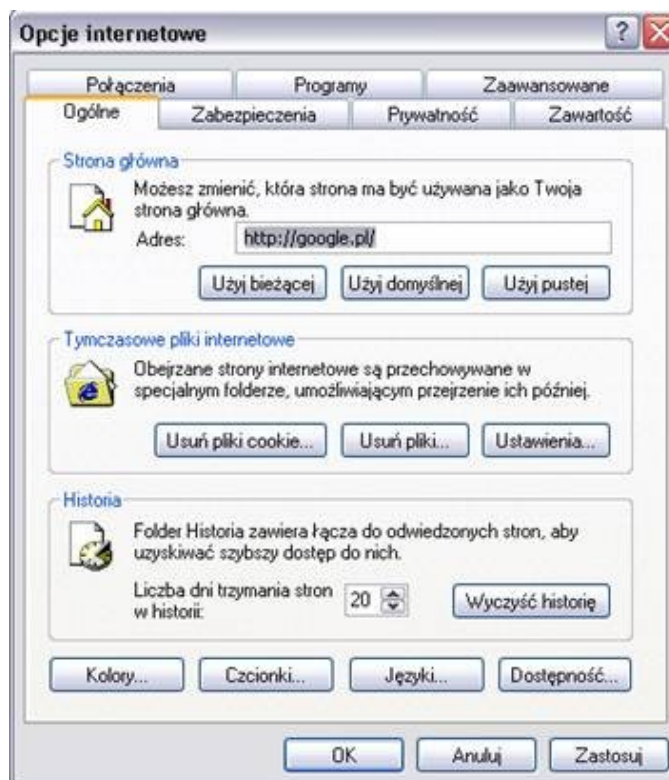 Opcje internetowe
Połączenia Programy Zaawansowane
Ogólne Zabezpieczenia Prywatność Zawartość
Strona główna
Możesz zmienić, która strona ma być używana jako Twoja
strona główna.
Adres: http://google.pl/
Użyj bieżącej Użyj domyślnej Użyj pustej
Tymczasowe pliki internetowe
Obejrzane strony internetowe są przechowywane w
specjalnym folderze, umożliwiającym przejrzenie ich później.
Usuń pliki cookie... Usuń pliki... Ustawienia...
Historia
Folder Historia zawiera łącza do odwiedzonych stron, aby
uzyskiwać szybszy dostęp do nich.
Liczba dni trzymania stron
w historii: 20 Wyczyść historię
Kolory... Czcionki... Języki... Dostępność...
OK Anuluj Zastosuj